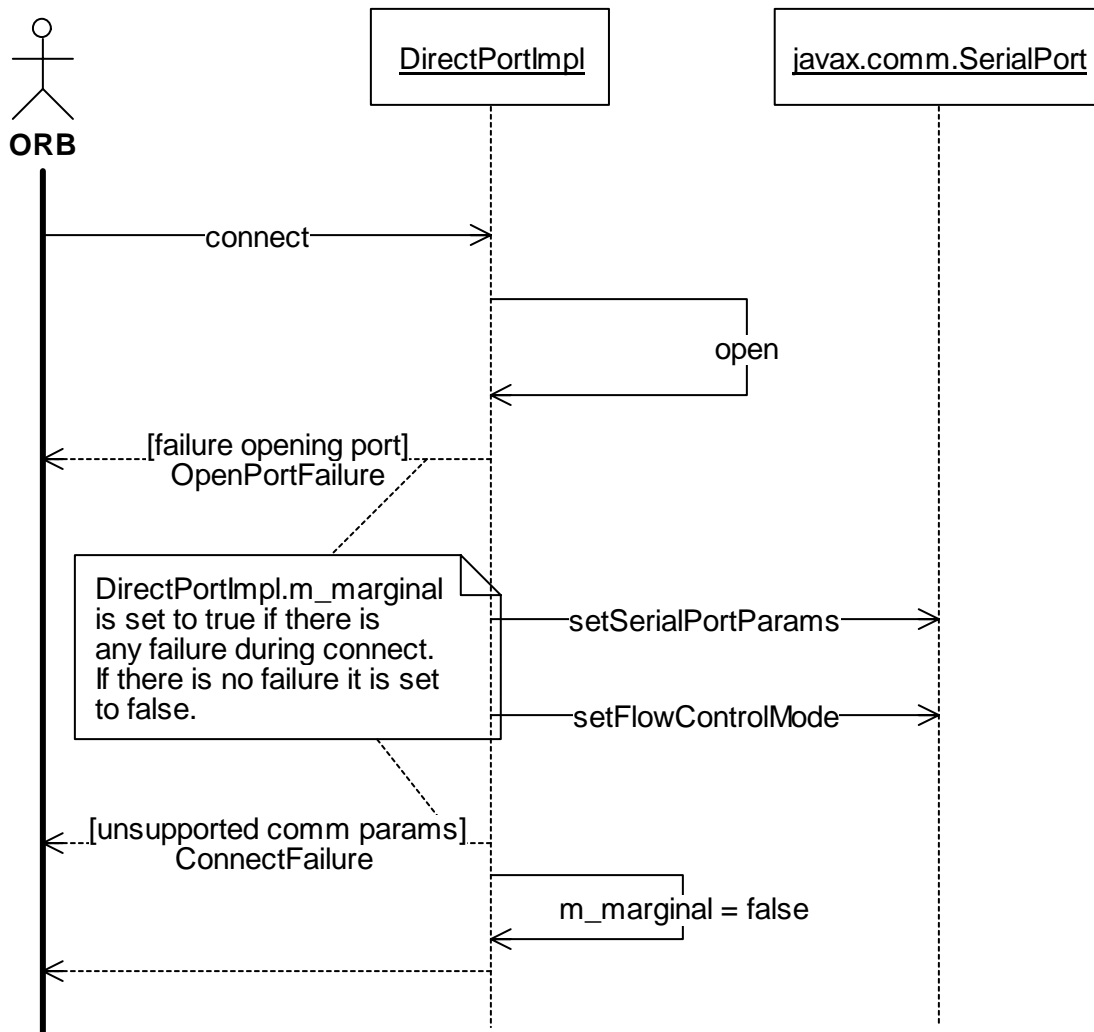 DirectPortImpl
javax.comm.SerialPort
ORB
connect
open
[failure opening port]
OpenPortFailure
DirectPortImpl.m_marginal
is set to true if there is
any failure during connect.
If there is no failure it is set
to false.
setSerialPortParams
setFlowControlMode
[unsupported comm params]
ConnectFailure
m_marginal = false